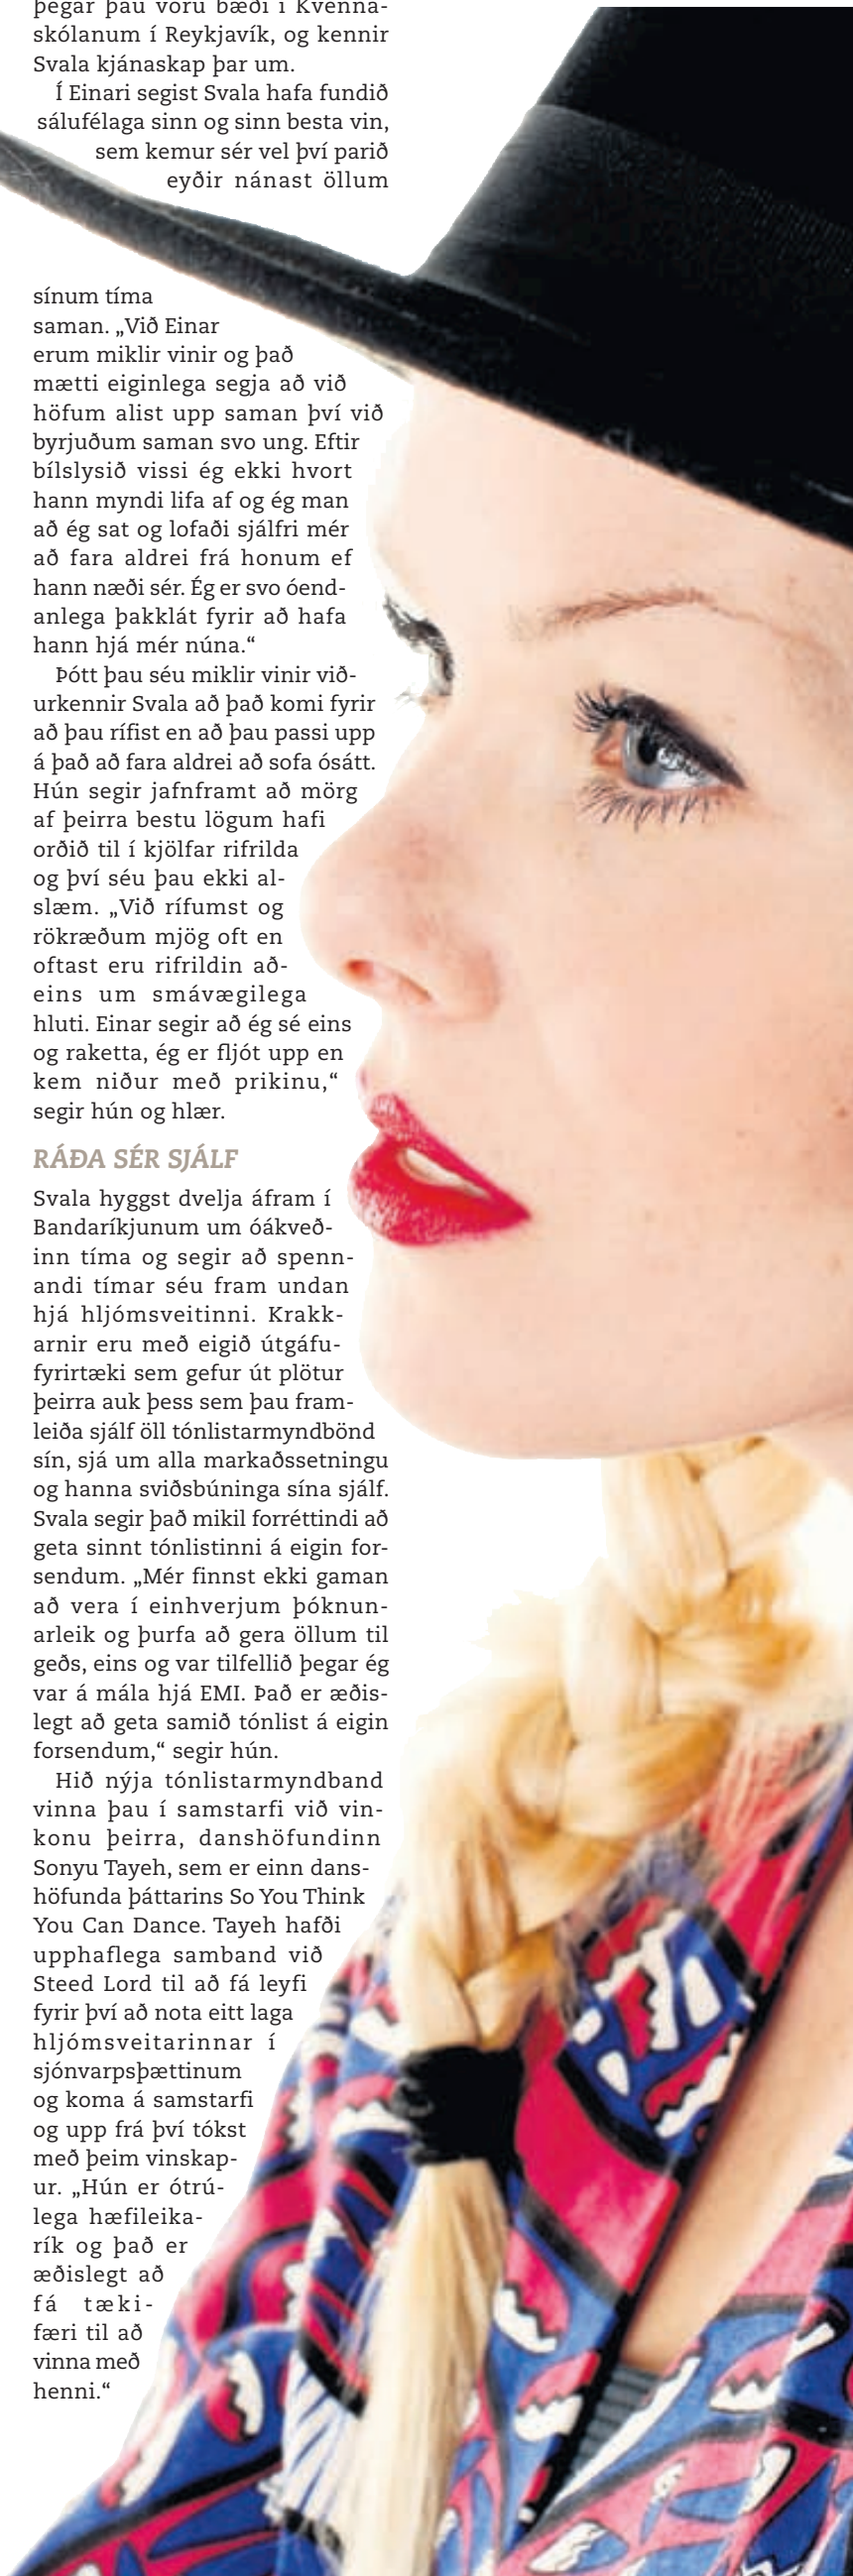 þegar þau voru bæði í Kvenna-
skólanum í Reykjavík, og kennir
Svala kjánaskap þar um.
Í Einari segist Svala hafa fundið
sálufélaga sinn og sinn besta vin,
sem kemur sér vel því parið
eyðir nánast öllum
sínum tíma
saman. „Við Einar
erum miklir vinir og það
mætti eiginlega segja að við
höfum alist upp saman því við
byrjuðum saman svo ung. Eftir
bílslysið vissi ég ekki hvort
hann myndi lifa af og ég man
að ég sat og lofaði sjálfri mér
að fara aldrei frá honum ef
hann næði sér. Ég er svo óend-
anlega þakklát fyrir að hafa
hann hjá mér núna.“
Þótt þau séu miklir vinir við-
urkennir Svala að það komi fyrir
að þau rífist en að þau passi upp
á það að fara aldrei að sofa ósátt.
Hún segir jafnframt að mörg
af þeirra bestu lögum hafi
orðið til í kjölfar rifrilda
og því séu þau ekki al-
slæm. „Við rífumst og
rökræðum mjög oft en
oftast eru rifrildin að-
eins um smávægilega
hluti. Einar segir að ég sé eins
og raketta, ég er fljót upp en
kem niður með prikinu,“
segir hún og hlær.
RÁÐA SÉR SJÁLF
Svala hyggst dvelja áfram í
Bandaríkjunum um óákveð-
inn tíma og segir að spenn-
andi tímar séu fram undan
hjá hljómsveitinni. Krakk-
arnir eru með eigið útgáfu-
fyrirtæki sem gefur út plötur
þeirra auk þess sem þau fram-
leiða sjálf öll tónlistarmyndbönd
sín, sjá um alla markaðssetningu
og hanna sviðsbúninga sína sjálf.
Svala segir það mikil forréttindi að
geta sinnt tónlistinni á eigin for-
sendum. „Mér finnst ekki gaman
að vera í einhverjum þóknun-
arleik og þurfa að gera öllum til
geðs, eins og var tilfellið þegar ég
var á mála hjá EMI. Það er æðis-
legt að geta samið tónlist á eigin
forsendum,“ segir hún.
Hið nýja tónlistarmyndband
vinna þau í samstarfi við vin-
konu þeirra, danshöfundinn
Sonyu Tayeh, sem er einn dans-
höfunda þáttarins So You Think
You Can Dance. Tayeh hafði
upphaflega samband við
Steed Lord til að fá leyfi
fyrir því að nota eitt laga
hljómsveitarinnar í
sjónvarpsþættinum
og koma á samstarfi
og upp frá því tókst
með þeim vinskap-
ur. „Hún er ótrú-
lega hæfileika-
rík og það er
æðislegt að
fá tæki-
færi til að
vinna með
henni.“